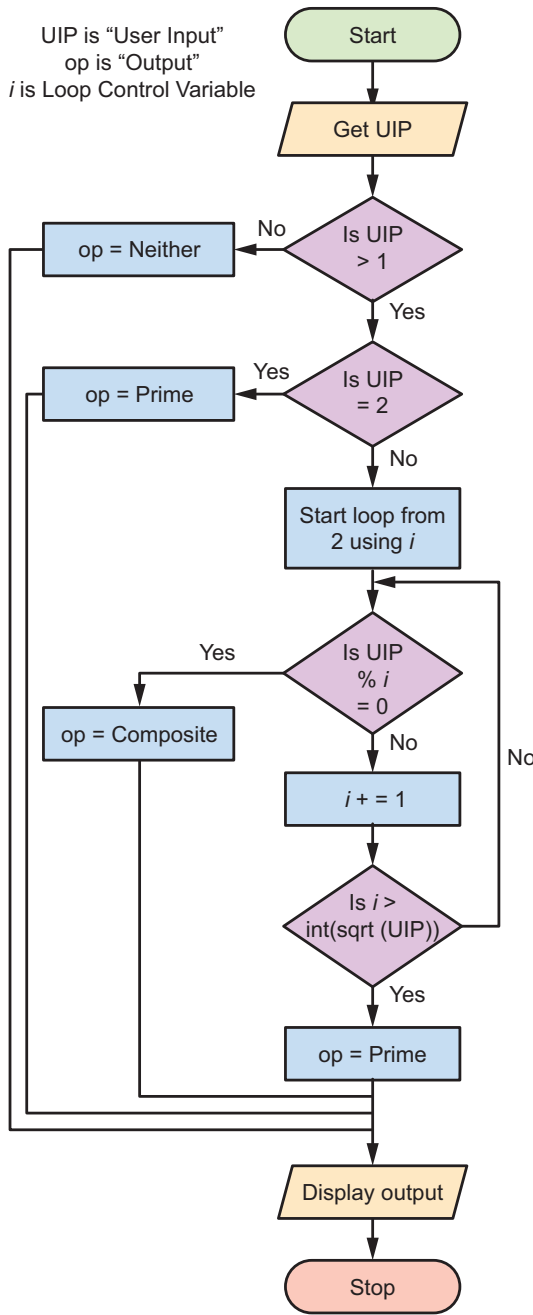 UIP is “User Input”
op is “Output”
i is Loop Control Variable
Start
Get UIP
Is UIP
> 1
No
op = Neither
Yes
Is UIP
= 2
Yes
op = Prime
No
Start loop from
2 using i
Is UIP
% i
= 0
Yes
op = Composite
No
i + = 1
Is i >
int(sqrt (UIP))
No
Yes
op = Prime
Display output
Stop